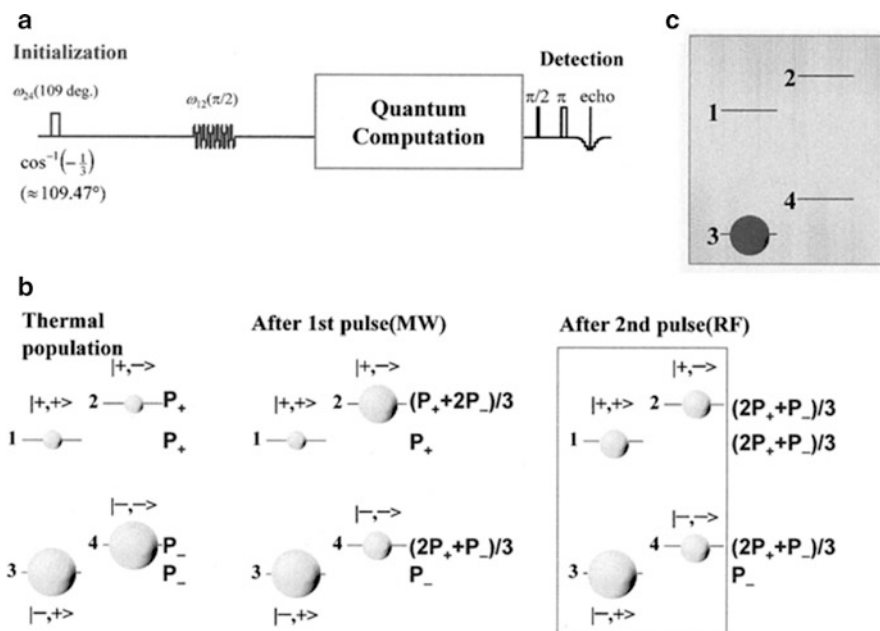 a
Initialization
ω24(109 deg.)
cos⁻¹(−1/3)
(≈109.47°)
ω12(π/2)
Quantum
Computation
Detection
π/2 π echo
c
2
1
4
3
b
Thermal
population
|+,−>
|+,+> 2 P+
1 P+
|−,−>
4 P−
3 P−
|−,+>
After 1st pulse(MW)
|+,−>
|+,+> 2 (P++2P−)/3
1 P+
|−,−>
4 (2P++P−)/3
3 P−
|−,+>
After 2nd pulse(RF)
|+,−>
|+,+> 2 (2P++P−)/3
1 (2P++P−)/3
|−,−>
4 (2P++P−)/3
3 P−
|−,+>